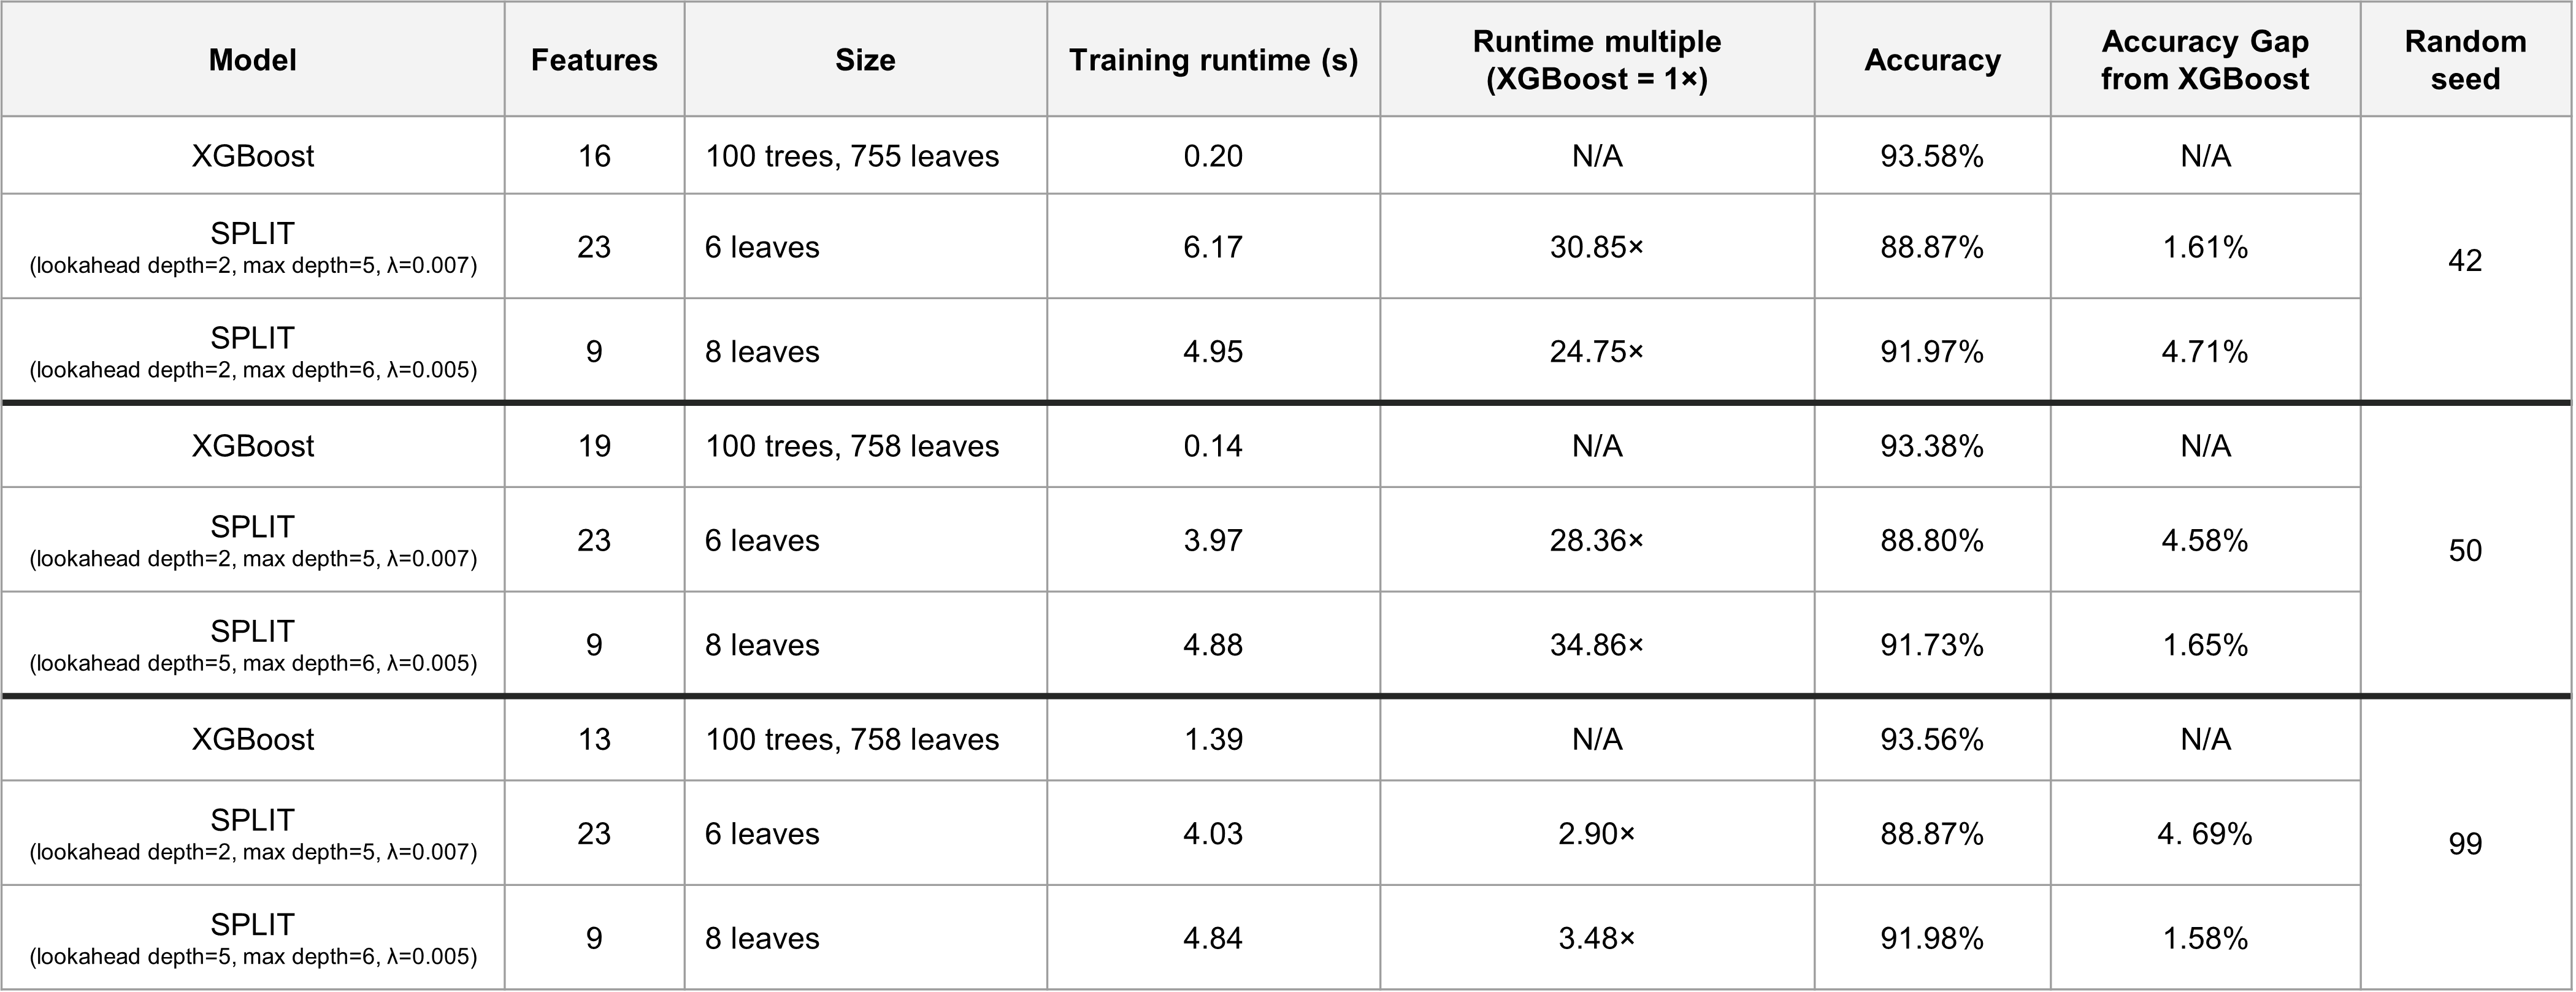 Model
Features
Size
Training runtime (s)
Runtime multiple
(XGBoost = 1×)
Accuracy
Accuracy Gap
from XGBoost
Random
seed
XGBoost
16
100 trees, 755 leaves
0.20
N/A
93.58%
N/A
42
SPLIT
(lookahead depth=2, max depth=5, λ=0.007)
23
6 leaves
6.17
30.85×
88.87%
1.61%
SPLIT
(lookahead depth=2, max depth=6, λ=0.005)
9
8 leaves
4.95
24.75×
91.97%
4.71%
XGBoost
19
100 trees, 758 leaves
0.14
N/A
93.38%
N/A
50
SPLIT
(lookahead depth=2, max depth=5, λ=0.007)
23
6 leaves
3.97
28.36×
88.80%
4.58%
SPLIT
(lookahead depth=5, max depth=6, λ=0.005)
9
8 leaves
4.88
34.86×
91.73%
1.65%
XGBoost
13
100 trees, 758 leaves
1.39
N/A
93.56%
N/A
99
SPLIT
(lookahead depth=2, max depth=5, λ=0.007)
23
6 leaves
4.03
2.90×
88.87%
4. 69%
SPLIT
(lookahead depth=5, max depth=6, λ=0.005)
9
8 leaves
4.84
3.48×
91.98%
1.58%